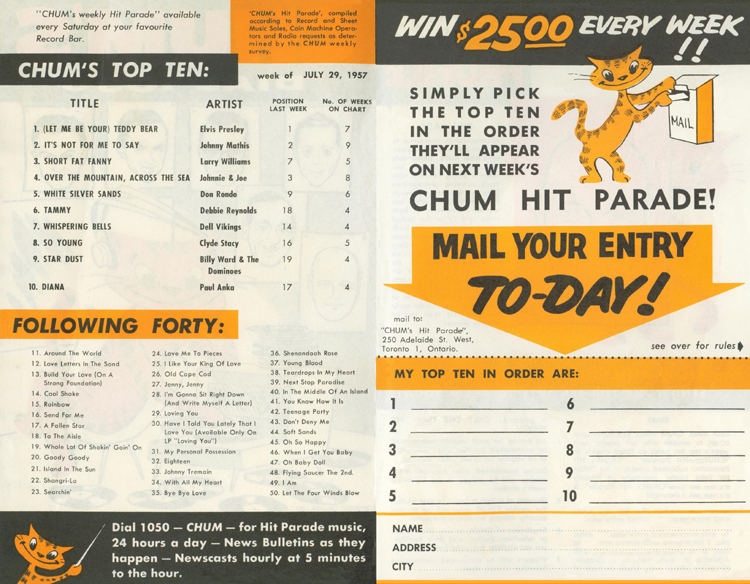 "CHUM's weekly Hit Parade" available
every Saturday at your favourite
Record Bar.
'CHUM's Hit Parade', compiled
according to Record and Sheet
Music Sales, Coin Machine Opera-
tors and Radio requests as deter-
mined by the CHUM weekly
survey.
CHUM'S TOP TEN:
week of JULY 29, 1957
TITLE ARTIST POSITION LAST WEEK No. OF WEEKS ON CHART
1. (LET ME BE YOUR) TEDDY BEAR Elvis Presley 1 7
2. IT'S NOT FOR ME TO SAY Johnny Mathis 2 9
3. SHORT FAT FANNY Larry Williams 7 5
4. OVER THE MOUNTAIN, ACROSS THE SEA Johnnie & Joe 3 8
5. WHITE SILVER SANDS Don Rondo 9 6
6. TAMMY Debbie Reynolds 18 4
7. WHISPERING BELLS Dell Vikings 14 4
8. SO YOUNG Clyde Stacy 16 5
9. STAR DUST Billy Ward & The 19 4
Dominoes
10. DIANA Paul Anka 17 4
FOLLOWING FORTY:
11. Around The World
12. Love Letters In The Sand
13. Build Your Love (On A
Strong Foundation)
14. Cool Shake
15. Rainbow
16. Send For Me
17. A Fallen Star
18. To The Aisle
19. Whole Lot Of Shakin' Goin' On
20. Goody Goody
21. Island In The Sun
22. Shangri-La
23. Searchin'
24. Love Me To Pieces
25. I Like Your King Of Love
26. Old Cape Cod
27. Jenny, Jenny
28. I'm Gonna Sit Right Down
(And Write Myself A Letter)
29. Loving You
30. Have I Told You Lately That I
Love You (Available Only On
LP "Loving You")
31. My Personal Possession
32. Eighteen
33. Johnny Tremain
34. With All My Heart
35. Bye Bye Love
36. Shenandoah Rose
37. Young Blood
38. Teardrops In My Heart
39. Next Stop Paradise
40. In The Middle Of An Island
41. You Know How It Is
42. Teenage Party
43. Don't Deny Me
44. Soft Sands
45. Oh So Happy
46. When I Get You Baby
47. Oh Baby Doll
48. Flying Saucer The 2nd.
49. I Am
50. Let The Four Winds Blow
Dial 1050 — CHUM — for Hit Parade music,
24 hours a day — News Bulletins as they
happen — Newscasts hourly at 5 minutes
to the hour.
WIN $2500 EVERY WEEK
!!
MAIL
SIMPLY PICK
THE TOP TEN
IN THE ORDER
THEY'LL APPEAR
ON NEXT WEEK'S
CHUM HIT PARADE!
MAIL YOUR ENTRY
TO-DAY!
mail to:
"CHUM's Hit Parade",
250 Adelaide St. West,
Toronto 1, Ontario.
see over for rules
MY TOP TEN IN ORDER ARE:
1 6
2 7
3 8
4 9
5 10
NAME
ADDRESS
CITY